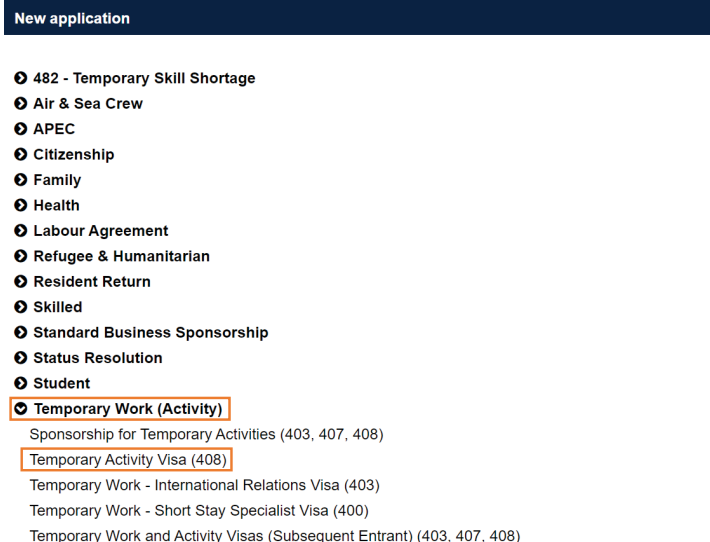 New application
482 - Temporary Skill Shortage
Air & Sea Crew
APEC
Citizenship
Family
Health
Labour Agreement
Refugee & Humanitarian
Resident Return
Skilled
Standard Business Sponsorship
Status Resolution
Student
Temporary Work (Activity)
Sponsorship for Temporary Activities (403, 407, 408)
Temporary Activity Visa (408)
Temporary Work - International Relations Visa (403)
Temporary Work - Short Stay Specialist Visa (400)
Temporary Work and Activity Visas (Subsequent Entrant) (403, 407, 408)